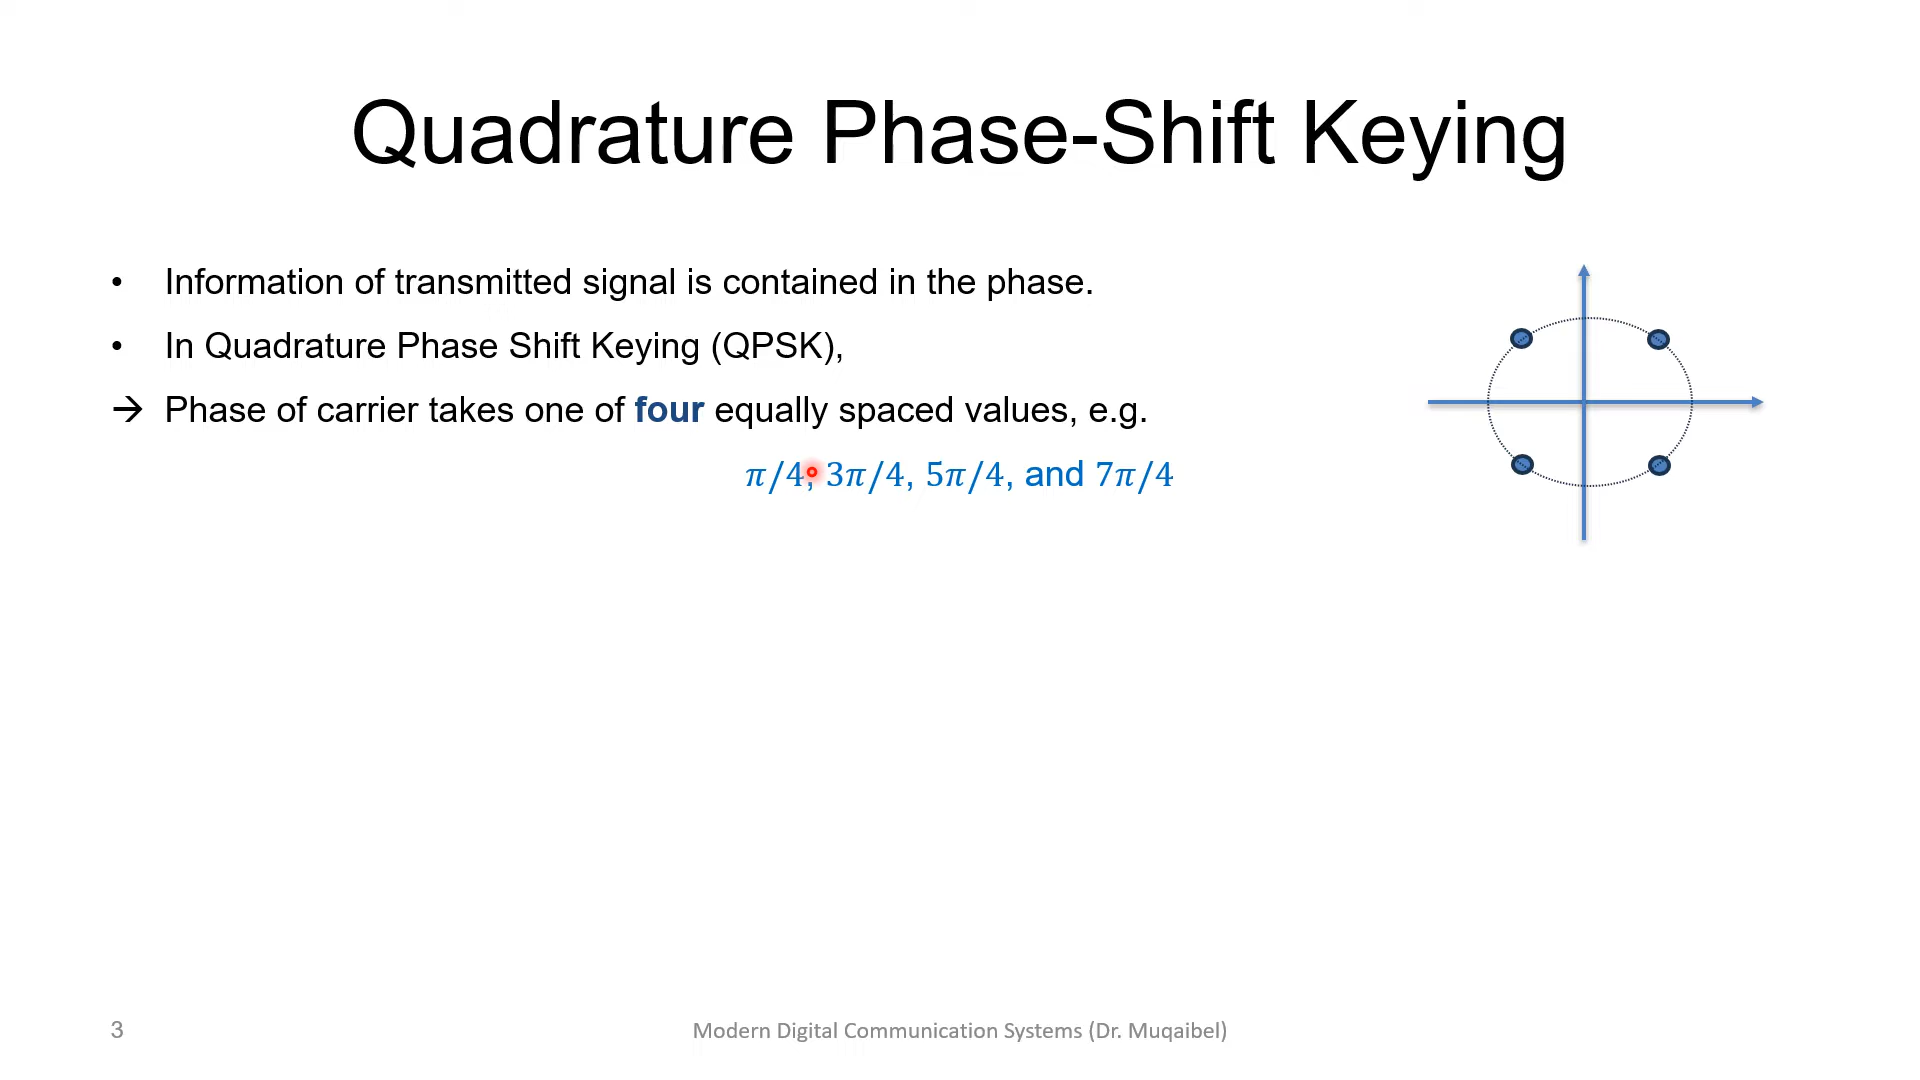 Quadrature Phase-Shift Keying
• Information of transmitted signal is contained in the phase.
• In Quadrature Phase Shift Keying (QPSK),
→ Phase of carrier takes one of four equally spaced values, e.g.
π/4, 3π/4, 5π/4, and 7π/4
3
Modern Digital Communication Systems (Dr. Muqaibel)